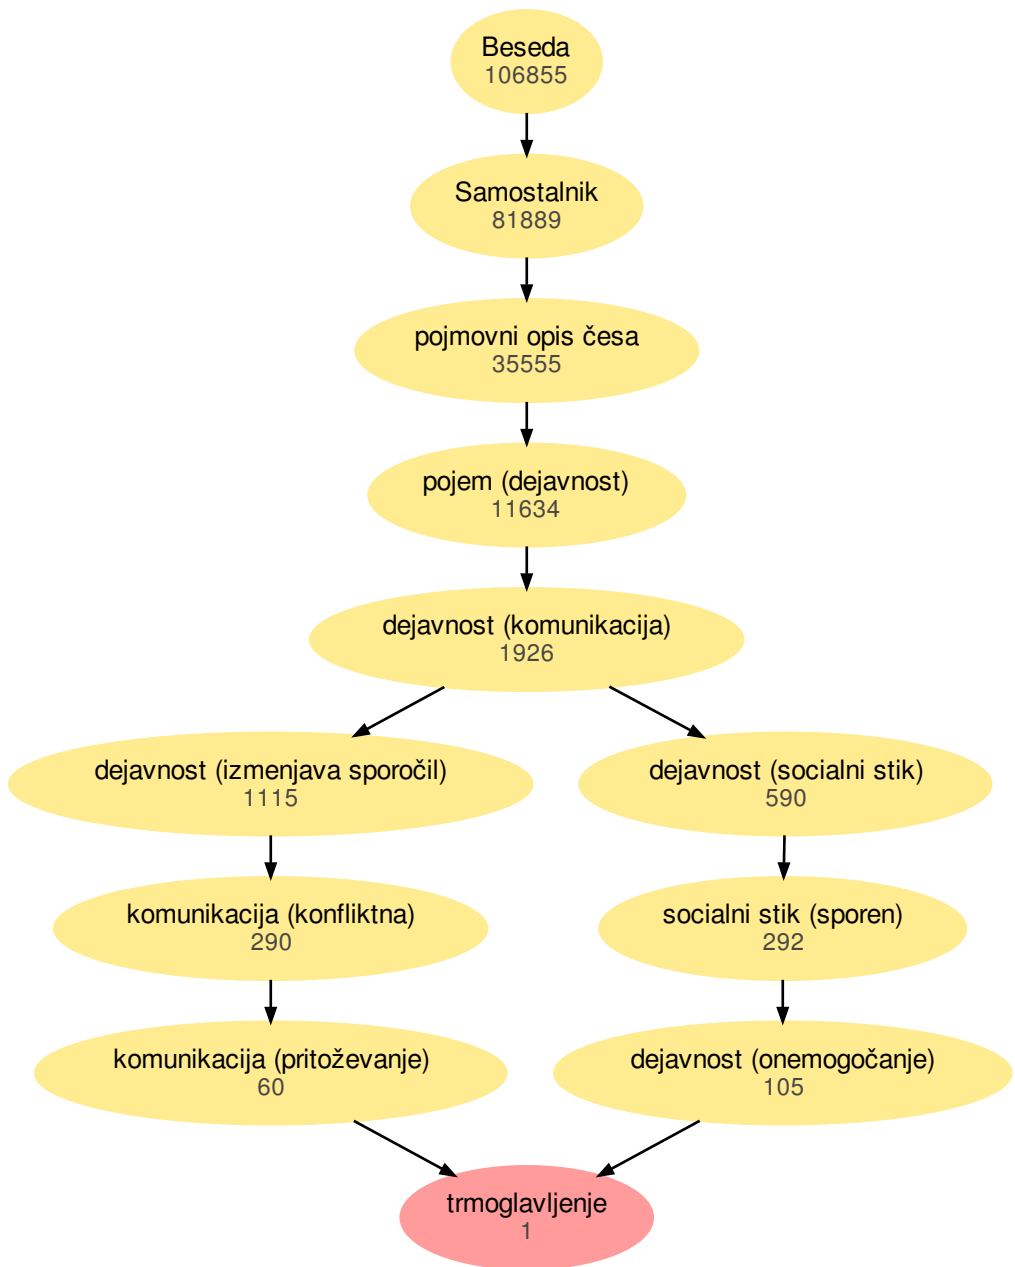 Beseda
106855
Samostalnik
81889
pojmovni opis česa
35555
pojem (dejavnost)
11634
dejavnost (komunikacija)
1926
dejavnost (izmenjava sporočil)
1115
dejavnost (socialni stik)
590
komunikacija (konfliktna)
290
socialni stik (sporen)
292
komunikacija (pritoževanje)
60
dejavnost (onemogočanje)
105
trmoglavljenje
1